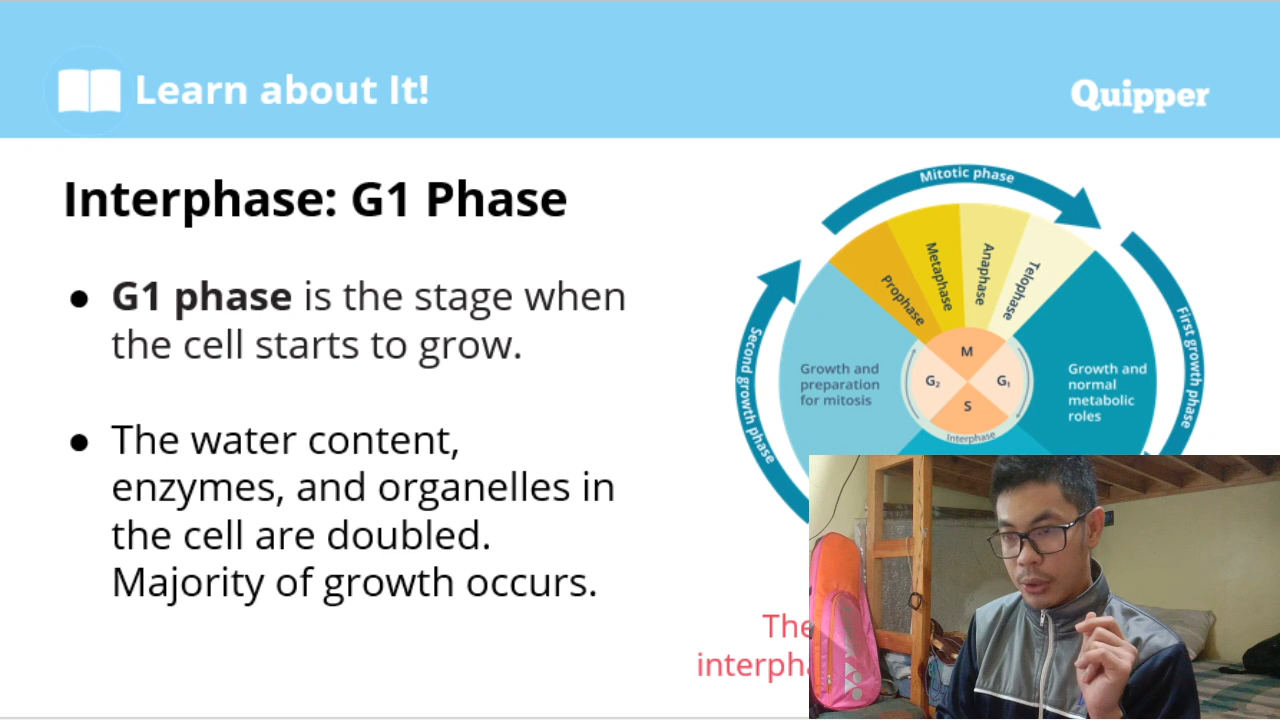 Learn about It!
Quipper
Interphase: G1 Phase
● G1 phase is the stage when
the cell starts to grow.
● The water content,
enzymes, and organelles in
the cell are doubled.
Majority of growth occurs.
Mitotic phase
First growth phase
Second growth phase
Prophase
Metaphase
Anaphase
Telophase
Growth and
preparation
for mitosis
Growth and
normal
metabolic
roles
M
G₂
G₁
S
Interphase
The